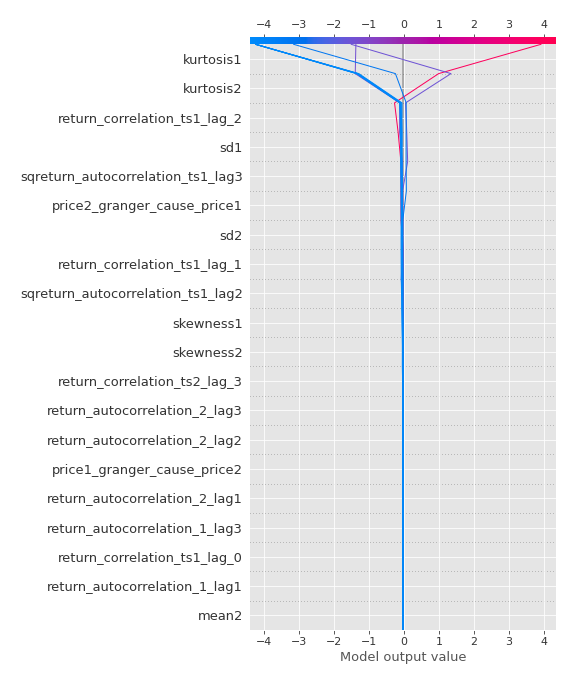 −4 −3 −2 −1 0 1 2 3 4
kurtosis1
kurtosis2
return_correlation_ts1_lag_2
sd1
sqreturn_autocorrelation_ts1_lag3
price2_granger_cause_price1
sd2
return_correlation_ts1_lag_1
sqreturn_autocorrelation_ts1_lag2
skewness1
skewness2
return_correlation_ts2_lag_3
return_autocorrelation_2_lag3
return_autocorrelation_2_lag2
price1_granger_cause_price2
return_autocorrelation_2_lag1
return_autocorrelation_1_lag3
return_correlation_ts1_lag_0
return_autocorrelation_1_lag1
mean2
−4 −3 −2 −1 0 1 2 3 4
Model output value